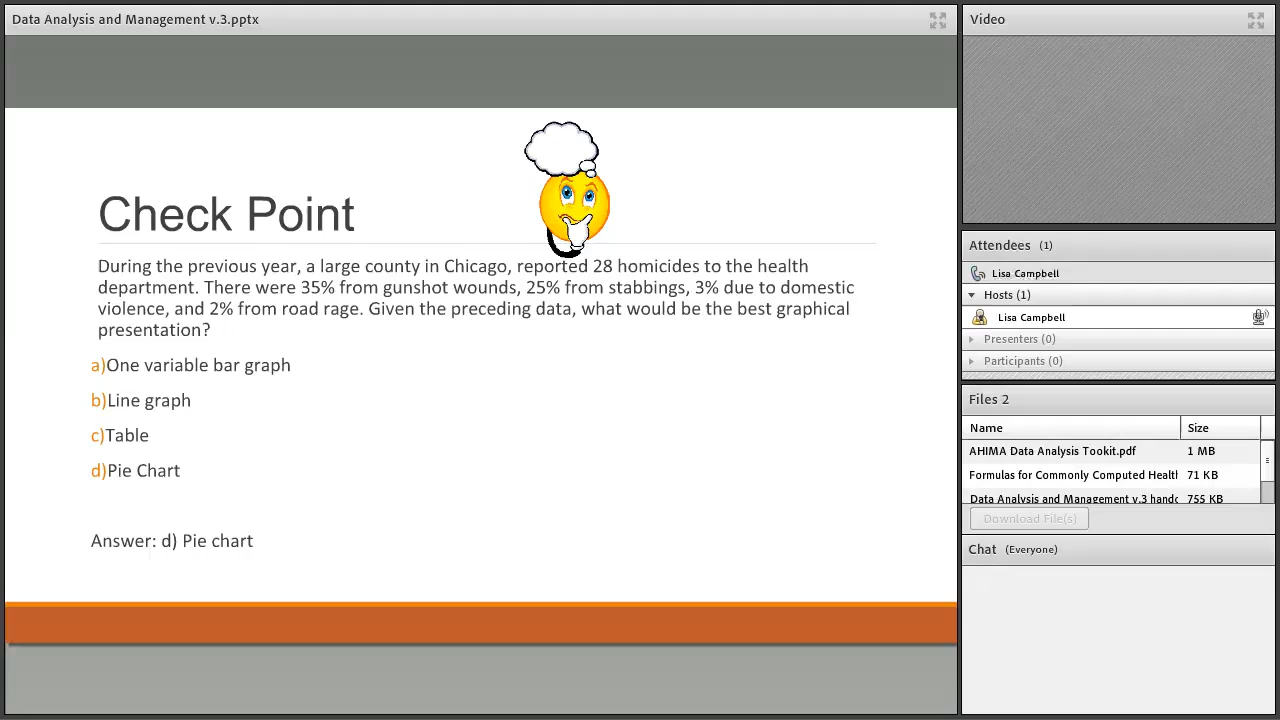 Data Analysis and Management v.3.pptx
Check Point
During the previous year, a large county in Chicago, reported 28 homicides to the health
department. There were 35% from gunshot wounds, 25% from stabbings, 3% due to domestic
violence, and 2% from road rage. Given the preceding data, what would be the best graphical
presentation?
a)One variable bar graph
b)Line graph
c)Table
d)Pie Chart
Answer: d) Pie chart
Video
Attendees (1)
Lisa Campbell
Hosts (1)
Lisa Campbell
Presenters (0)
Participants (0)
Files 2
Name Size
AHIMA Data Analysis Tookit.pdf 1 MB
Formulas for Commonly Computed Healt 71 KB
Data Analysis and Management v.3 handc 755 KB
Download File(s)
Chat (Everyone)